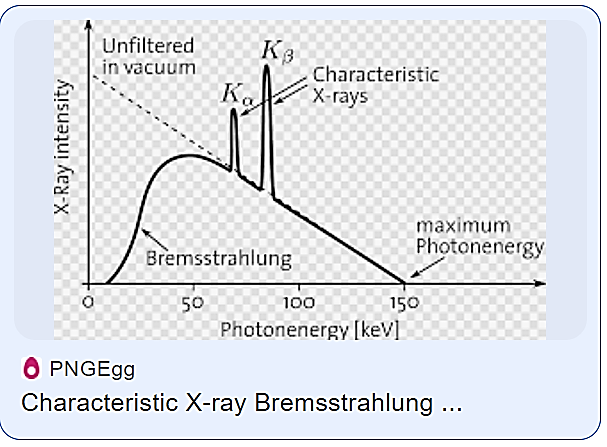 Unfiltered
in vacuum
Kβ
Kα
Characteristic
X-rays
X-Ray intensity
Bremsstrahlung
maximum
Photonenergy
0 50 100 150
Photonenergy [keV]
PNGEgg
Characteristic X-ray Bremsstrahlung ...